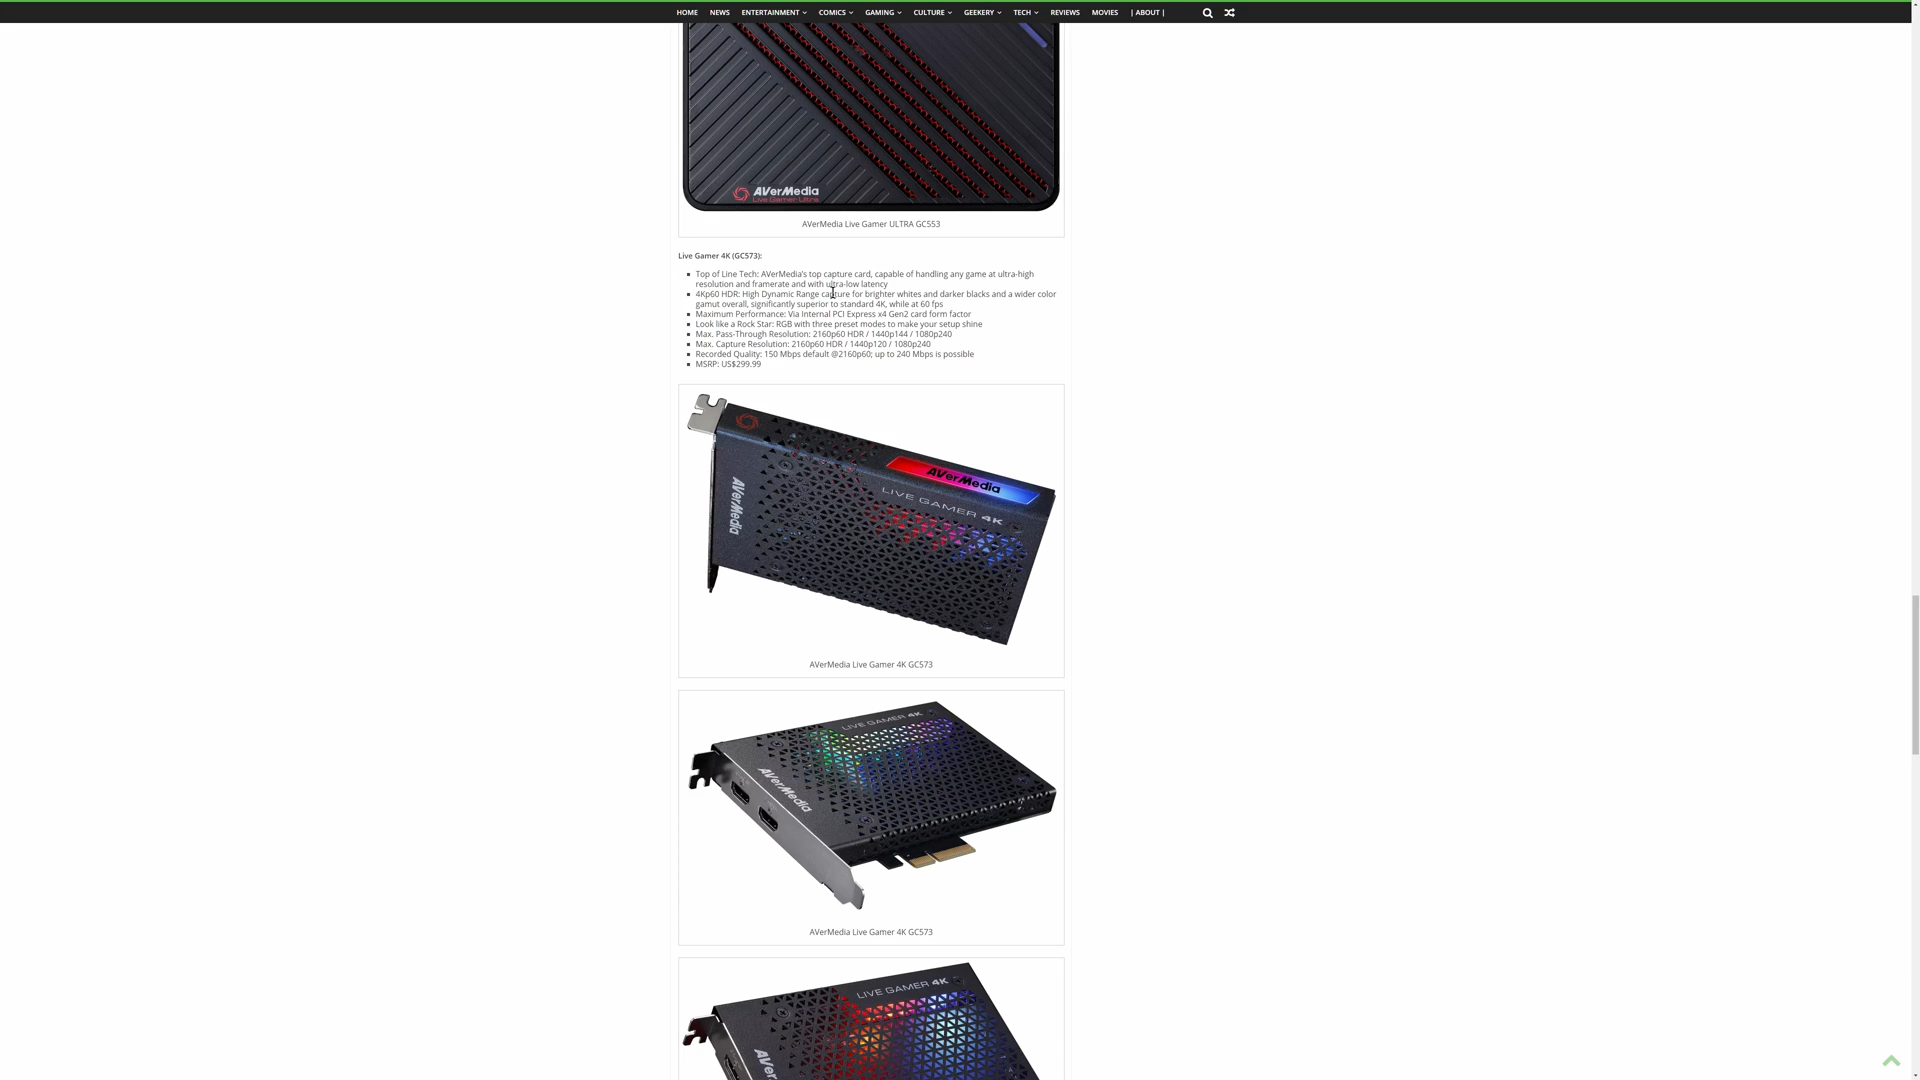 HOME NEWS ENTERTAINMENT COMICS GAMING CULTURE GEEKERY TECH REVIEWS MOVIES | ABOUT |
AVerMedia
Live Gamer Ultra
AVerMedia Live Gamer ULTRA GC553
Live Gamer 4K (GC573):
Top of Line Tech: AVerMedia's top capture card, capable of handling any game at ultra-high
resolution and framerate and with ultra-low latency
4Kp60 HDR: High Dynamic Range capture for brighter whites and darker blacks and a wider color
gamut overall, significantly superior to standard 4K, while at 60 fps
Maximum Performance: Via Internal PCI Express x4 Gen2 card form factor
Look like a Rock Star: RGB with three preset modes to make your setup shine
Max. Pass-Through Resolution: 2160p60 HDR / 1440p144 / 1080p240
Max. Capture Resolution: 2160p60 HDR / 1440p120 / 1080p240
Recorded Quality: 150 Mbps default @2160p60; up to 240 Mbps is possible
MSRP: US$299.99
AVerMedia
LIVE GAMER 4K
AVerMedia
AVerMedia Live Gamer 4K GC573
LIVE GAMER 4K
AVerMedia
AVerMedia Live Gamer 4K GC573
LIVE GAMER 4K
AVerMedia